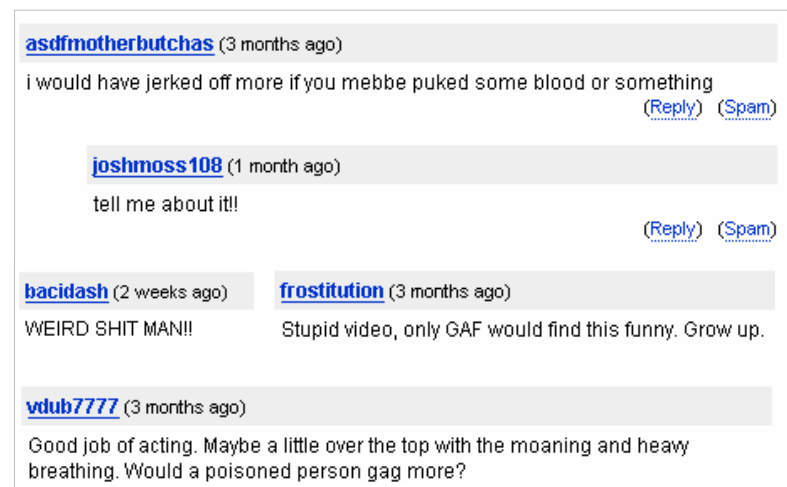 asdfmotherbutchas (3 months ago)
i would have jerked off more if you mebbe puked some blood or something
(Reply) (Spam)
joshmoss108 (1 month ago)
tell me about it!!
(Reply) (Spam)
bacidash (2 weeks ago)
WEIRD SHIT MAN!!
frostitution (3 months ago)
Stupid video, only GAF would find this funny. Grow up.
vdub7777 (3 months ago)
Good job of acting. Maybe a little over the top with the moaning and heavy
breathing. Would a poisoned person gag more?